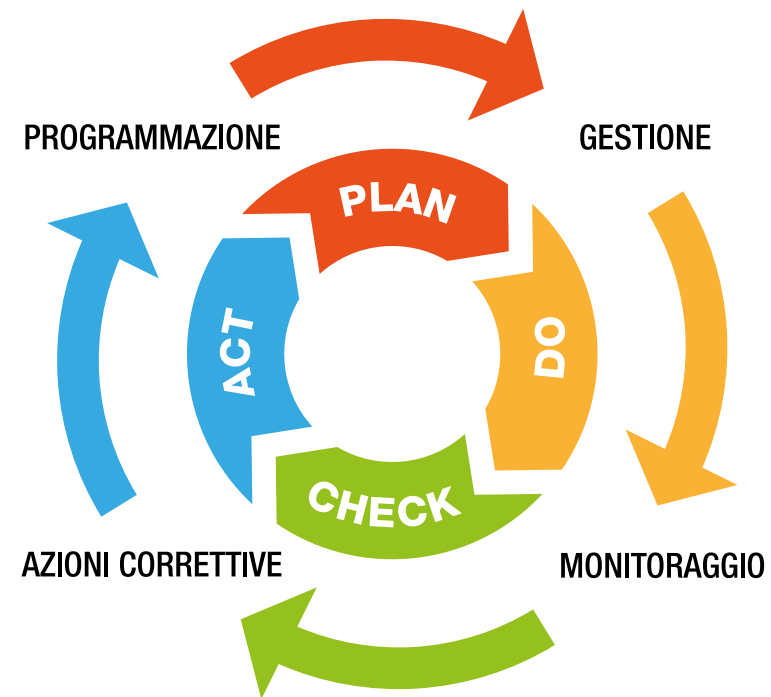 PROGRAMMAZIONE
GESTIONE
PLAN
DO
ACT
CHECK
AZIONI CORRETTIVE
MONITORAGGIO